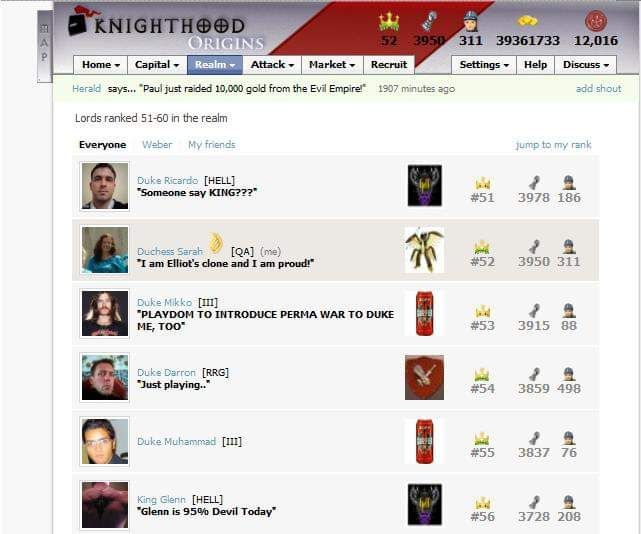 KNIGHTHOOD
ORIGINS
MAP
52 3950 311 39361733 12,016
Home Capital Realm Attack Market Recruit Settings Help Discuss
Herald says... "Paul just raided 10,000 gold from the Evil Empire!" 1907 minutes ago add shout
Lords ranked 51-60 in the realm
Everyone Weber My friends jump to my rank
Duke Ricardo [HELL]
"Someone say KING???"
#51 3978 186
Duchess Sarah [QA] (me)
"I am Elliot's clone and I am proud!"
#52 3950 311
Duke Mikko [III]
"PLAYDOM TO INTRODUCE PERMA WAR TO DUKE
ME, TOO"
#53 3915 88
Duke Darron [RRG]
"Just playing.."
#54 3859 498
Duke Muhammad [III]
#55 3837 76
King Glenn [HELL]
"Glenn is 95% Devil Today"
#56 3728 208